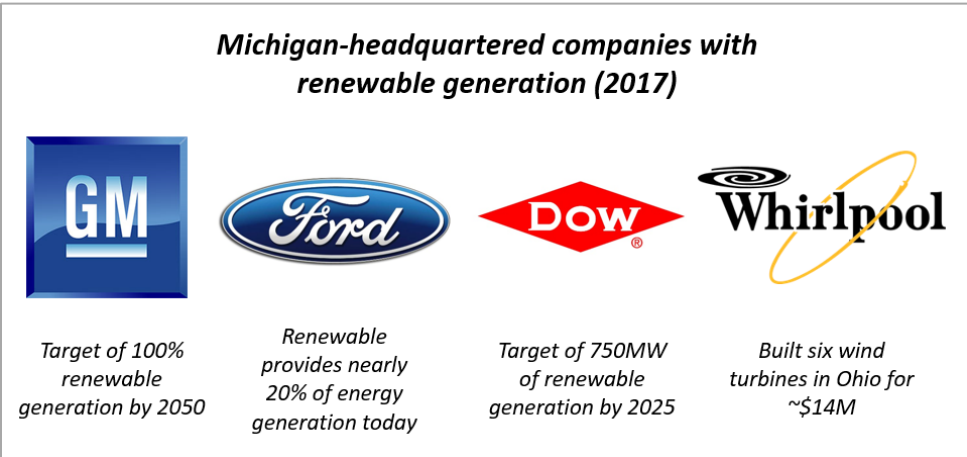 Michigan-headquartered companies with
renewable generation (2017)
GM
Ford
Dow
®
Whirlpool
Target of 100%
renewable
generation by 2050
Renewable
provides nearly
20% of energy
generation today
Target of 750MW
of renewable
generation by 2025
Built six wind
turbines in Ohio for
~$14M